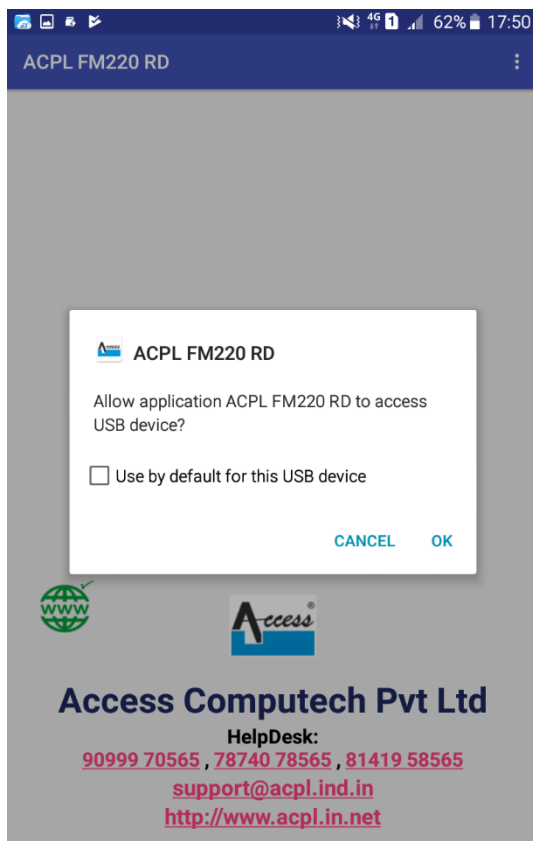 4G 1 62% 17:50
ACPL FM220 RD
Access ACPL FM220 RD
Allow application ACPL FM220 RD to access
USB device?
Use by default for this USB device
CANCEL OK
www
Access®
Access Computech Pvt Ltd
HelpDesk:
90999 70565 , 78740 78565 , 81419 58565
support@acpl.ind.in
http://www.acpl.in.net